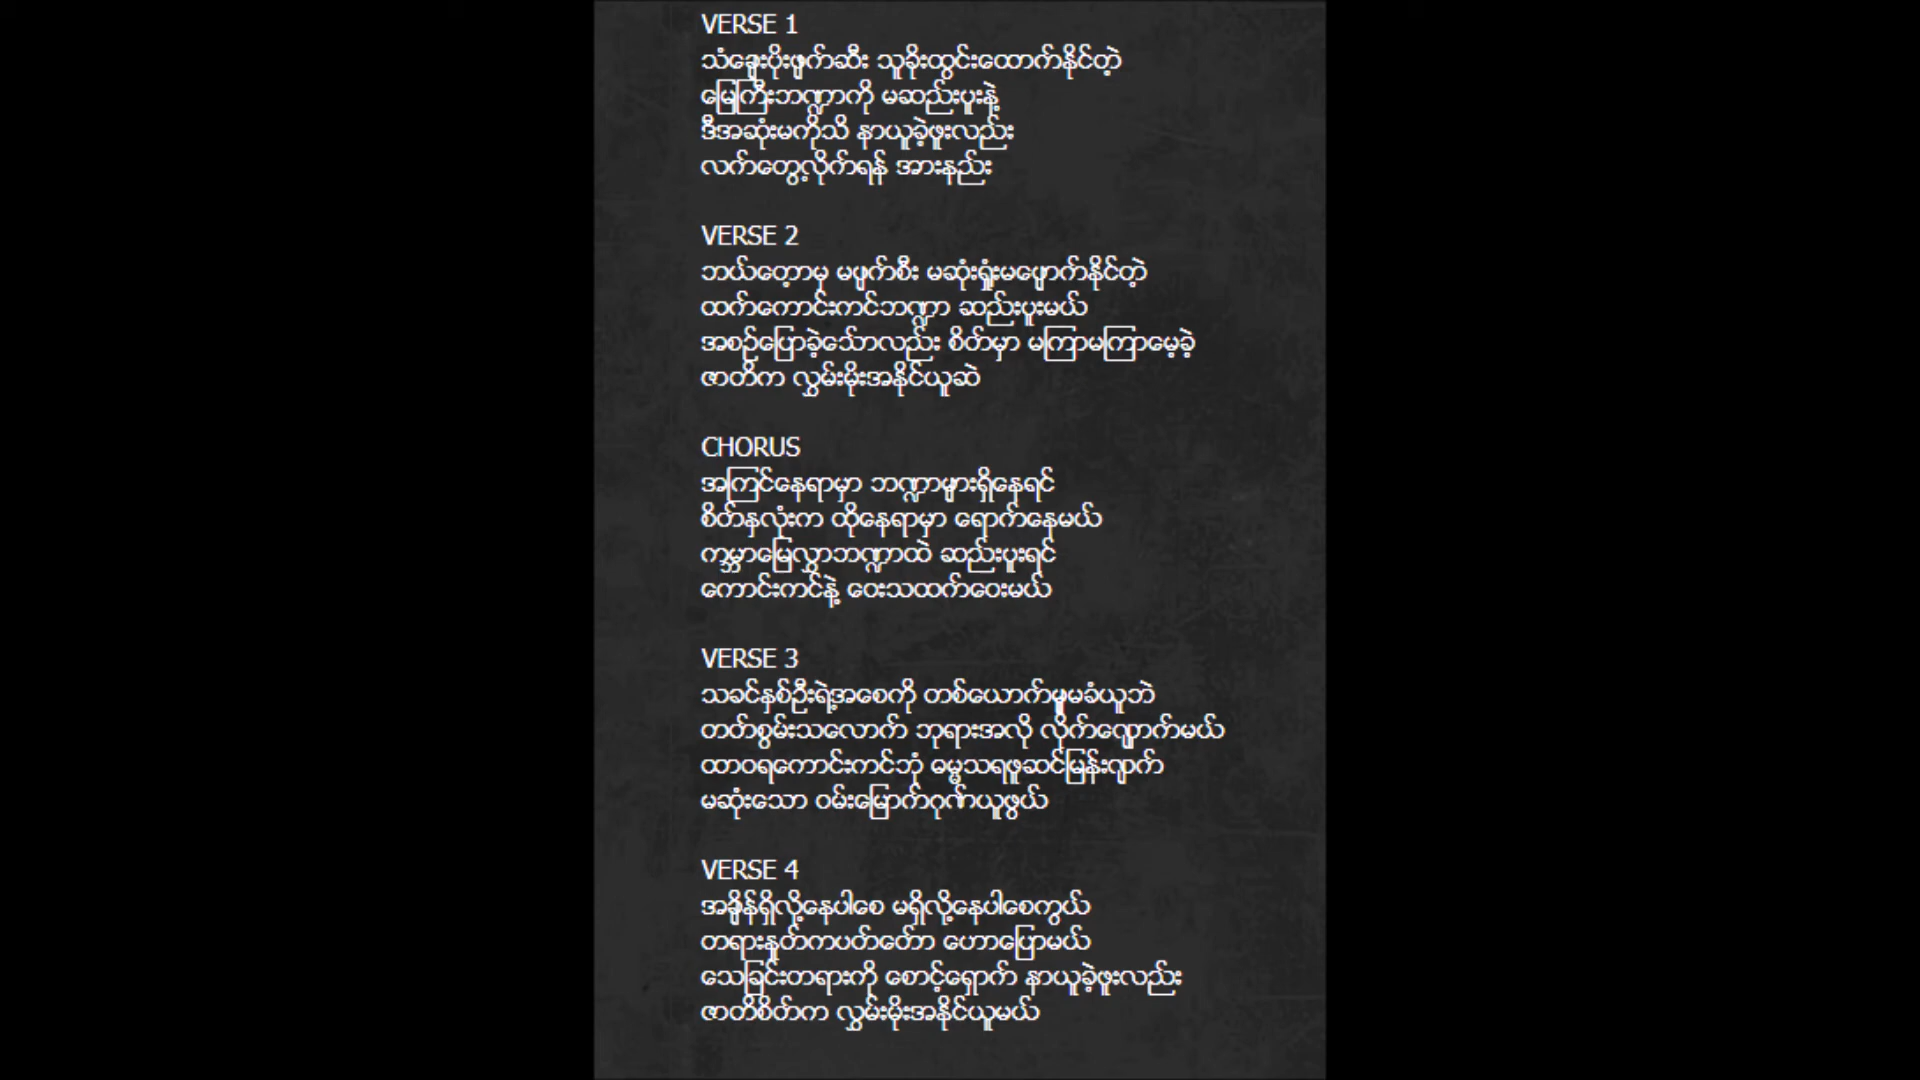 VERSE 1
သံချေးပိုးဖျက်ဆီး သူခိုးထွင်းထောက်နိုင်တဲ့
မြေကြီးဘဏ္ဍာကို မဆည်းပူးနဲ့
ဒီအဆုံးမကိုသိ နာယူခဲ့ဖူးလည်း
လက်တွေ့လိုက်ရန် အားနည်း
VERSE 2
ဘယ်တော့မှ မပျက်စီး မဆုံးရှုံးမပျောက်နိုင်တဲ့
ထက်ကောင်းကင်ဘဏ္ဍာ ဆည်းပူးမယ်
အစဉ်ပြောခဲ့သော်လည်း စိတ်မှာ မကြာမကြာမေ့ခဲ့
ဇာတိက လွှမ်းမိုးအနိုင်ယူဆဲ
CHORUS
အကြင်နေရာမှာ ဘဏ္ဍာများရှိနေရင်
စိတ်နှလုံးက ထိုနေရာမှာ ရောက်နေမယ်
ကမ္ဘာမြေလွှာဘဏ္ဍာထဲ ဆည်းပူးရင်
ကောင်းကင်နဲ့ ဝေးသထက်ဝေးမယ်
VERSE 3
သခင်နှစ်ဦးရဲ့အစေကို တစ်ယောက်မျှမခံယူဘဲ
တတ်စွမ်းသလောက် ဘုရားအလို လိုက်လျှောက်မယ်
ထာဝရကောင်းကင်ဘုံ ဓမ္မသရဖူဆင်မြန်းလျက်
မဆုံးသော ဝမ်းမြောက်ဂုဏ်ယူဖွယ်
VERSE 4
အချိန်ရှိလို့နေပါစေ မရှိလို့နေပါစေကွယ်
တရားနှုတ်ကပတ်တော် ဟောပြောမယ်
သေခြင်းတရားကို စောင့်ရှောက် နာယူခဲ့ဖူးလည်း
ဇာတိစိတ်က လွှမ်းမိုးအနိုင်ယူမယ်